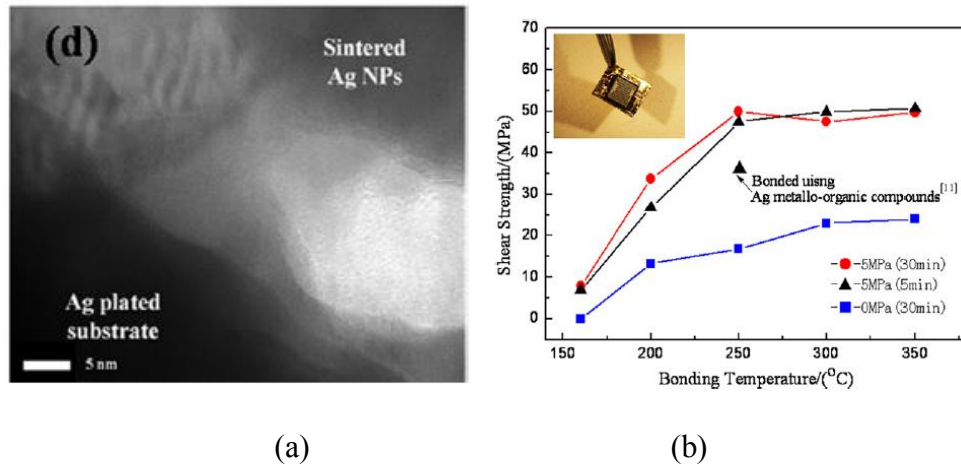 (d)
Sintered
Ag NPs
Ag plated
substrate
5 nm
(a)
Shear Strength/(MPa)
60
50
40
30
20
10
0
Bonded uisng
Ag metallo-organic compounds[11]
5MPa(30min)
5MPa(5min)
0MPa(30min)
150 200 250 300 350
Bonding Temperature/(°C)
(b)